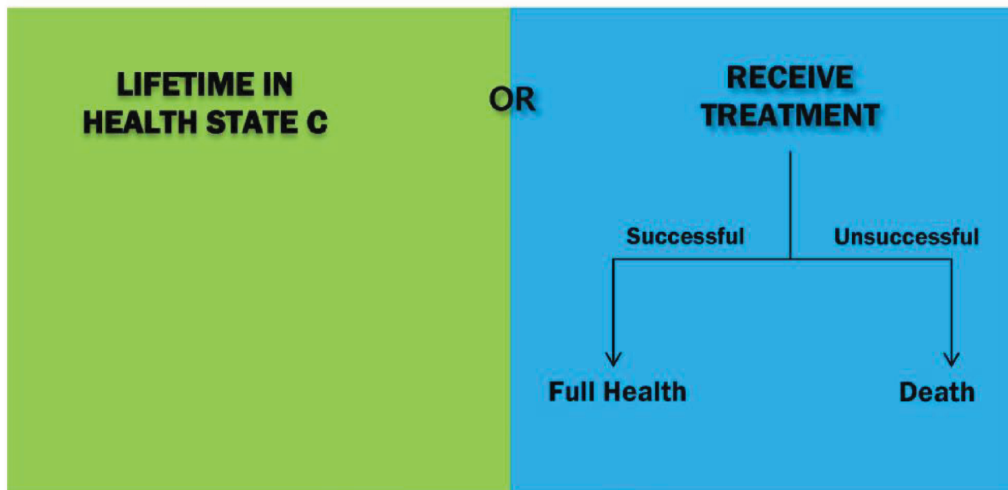 LIFETIME IN
HEALTH STATE C
OR
RECEIVE
TREATMENT
Successful
Unsuccessful
Full Health
Death